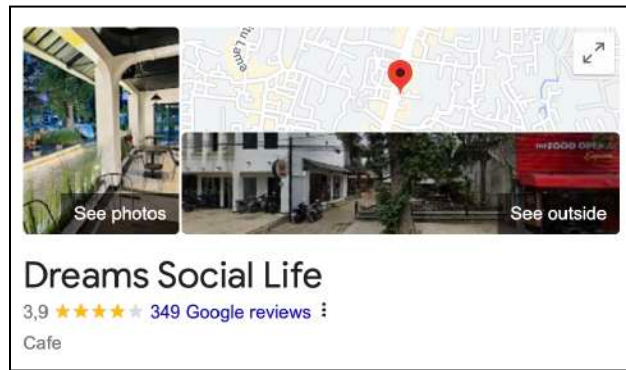 See photos
See outside
Dreams Social Life
3,9 349 Google reviews
Cafe